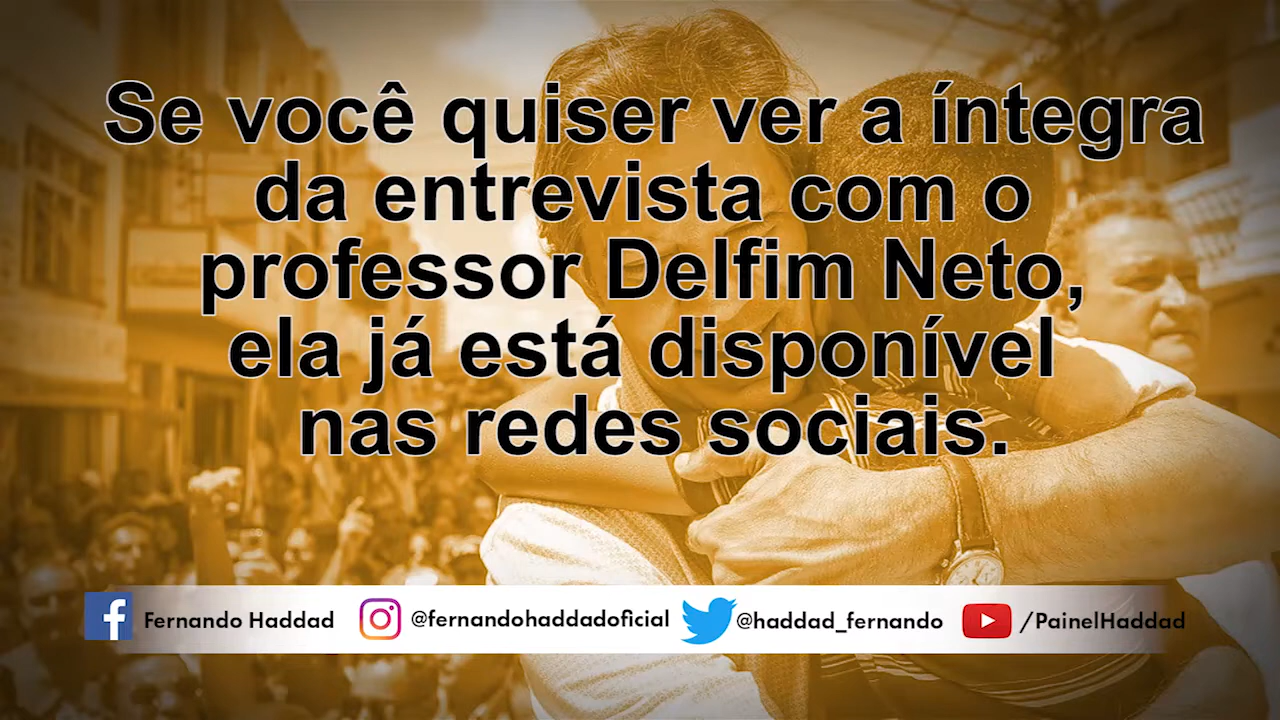 Se você quiser ver a íntegra
da entrevista com o
professor Delfim Neto,
ela já está disponível
nas redes sociais.
f Fernando Haddad @fernandohaddadoficial @haddad_fernando /PainelHaddad